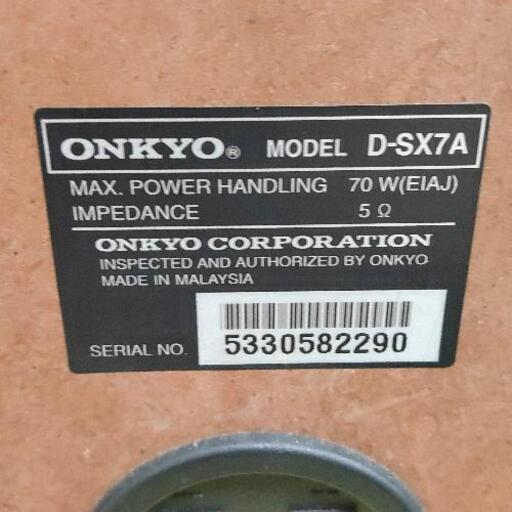 ONKYO® MODEL D-SX7A
MAX. POWER HANDLING 70 W(EIAJ)
IMPEDANCE 5 Ω
ONKYO CORPORATION
INSPECTED AND AUTHORIZED BY ONKYO
MADE IN MALAYSIA
SERIAL NO. 5330582290